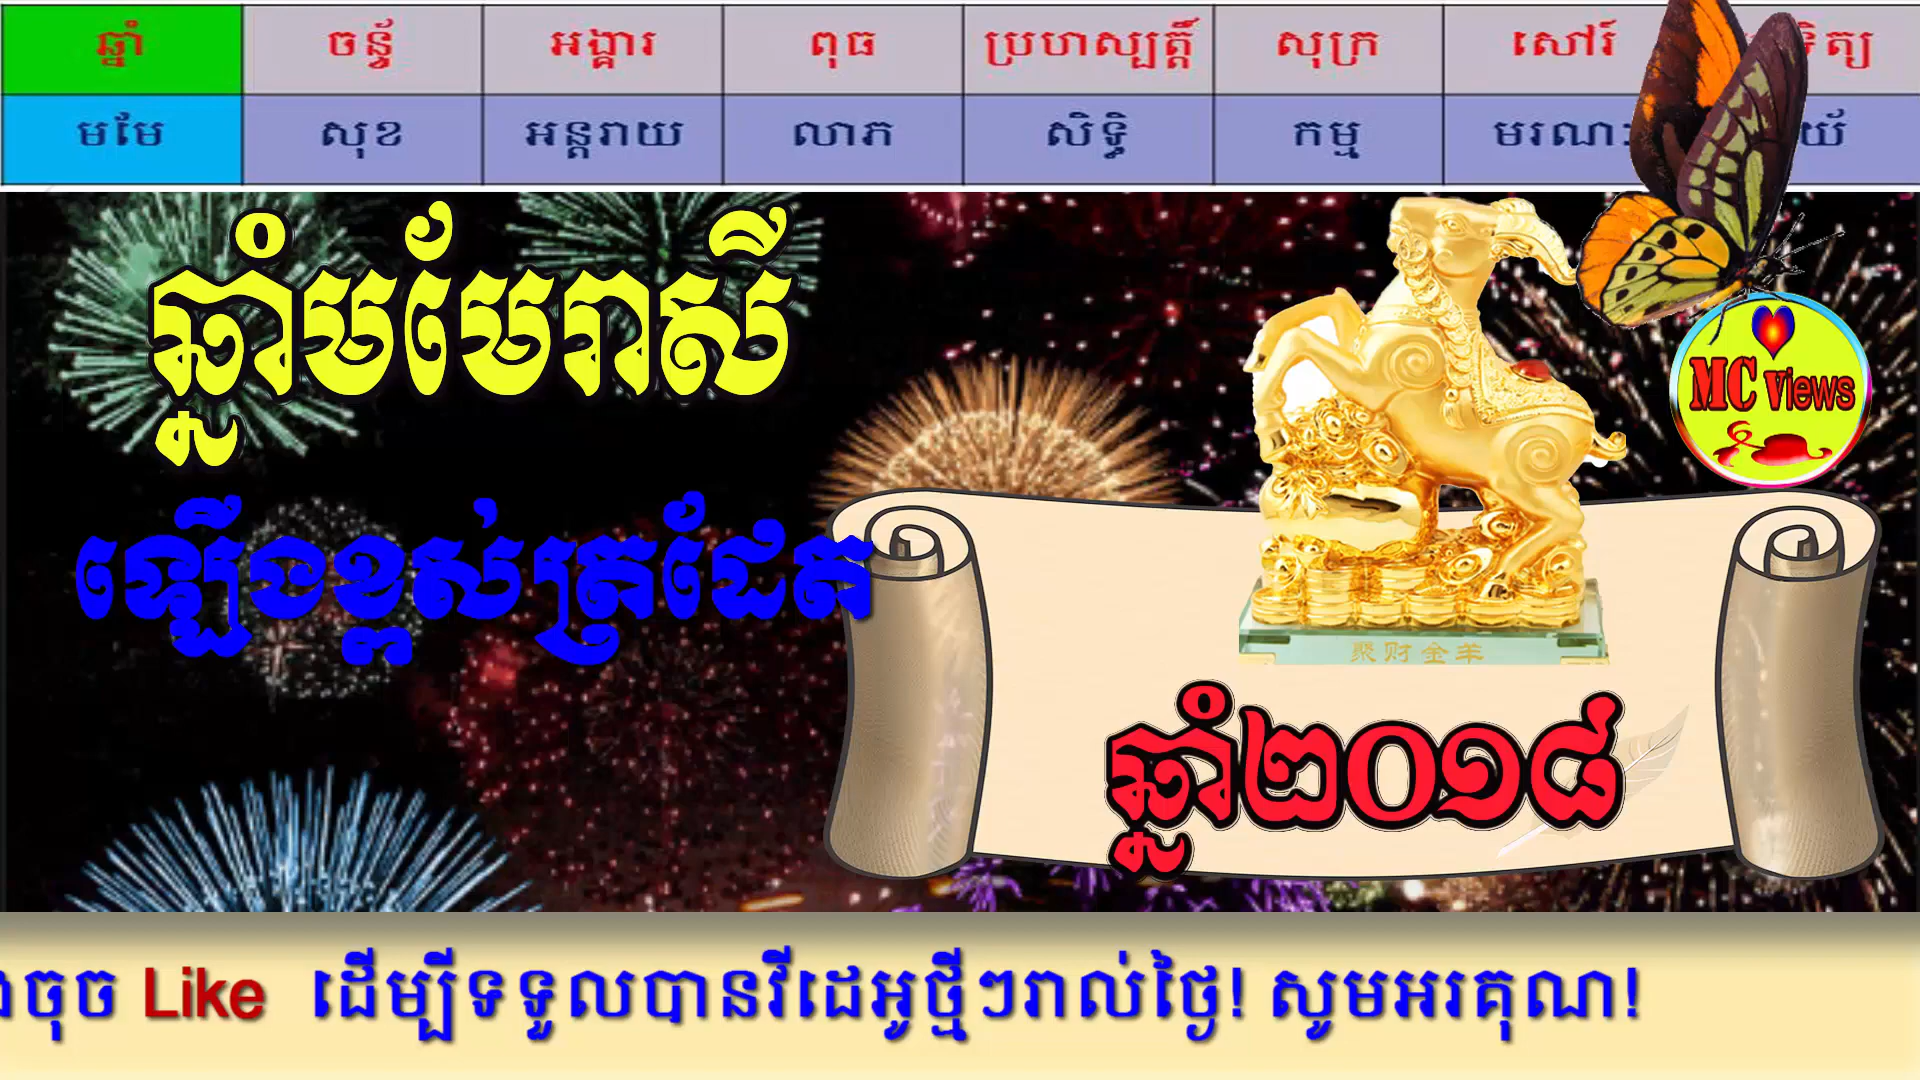 ឆ្នាំ ចន្ទ័ អង្គារ ពុធ ប្រហស្បត្តិ៍ សុក្រ សៅរ៍
មមែ សុខ អន្តរាយ លាភ សិទ្ធិ កម្ម
ឆ្នាំមមែរាសី
ឡើងខ្ពស់ត្រដែត
MC Views
聚财金羊
ឆ្នាំ២០១៨
ចុច Like ដើម្បីទទួលបានវីដេអូថ្មីៗរាល់ថ្ងៃ! សូមអរគុណ!